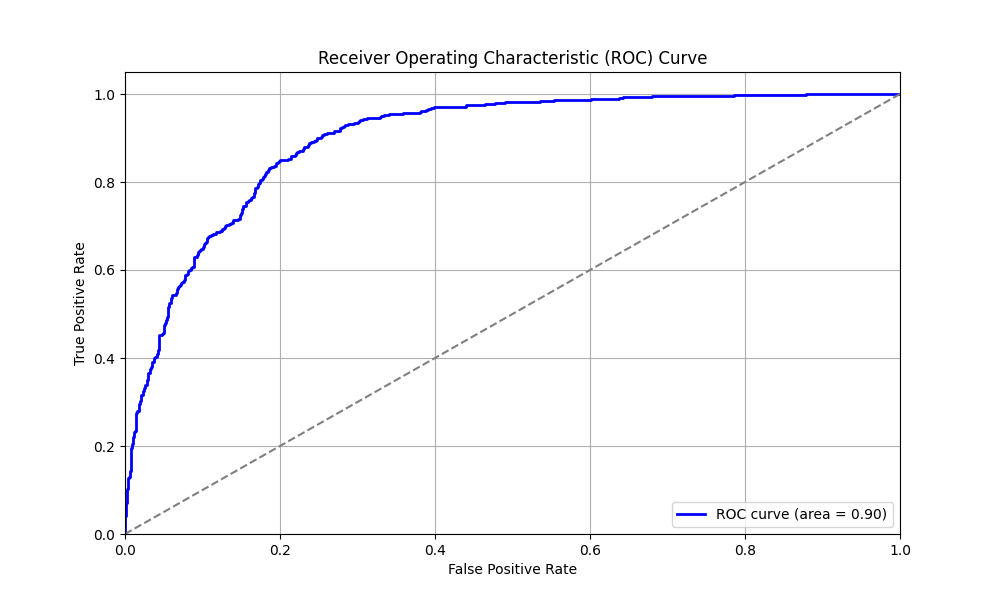 Receiver Operating Characteristic (ROC) Curve
True Positive Rate
1.0
0.8
0.6
0.4
0.2
0.0
0.0 0.2 0.4 0.6 0.8 1.0
False Positive Rate
ROC curve (area = 0.90)